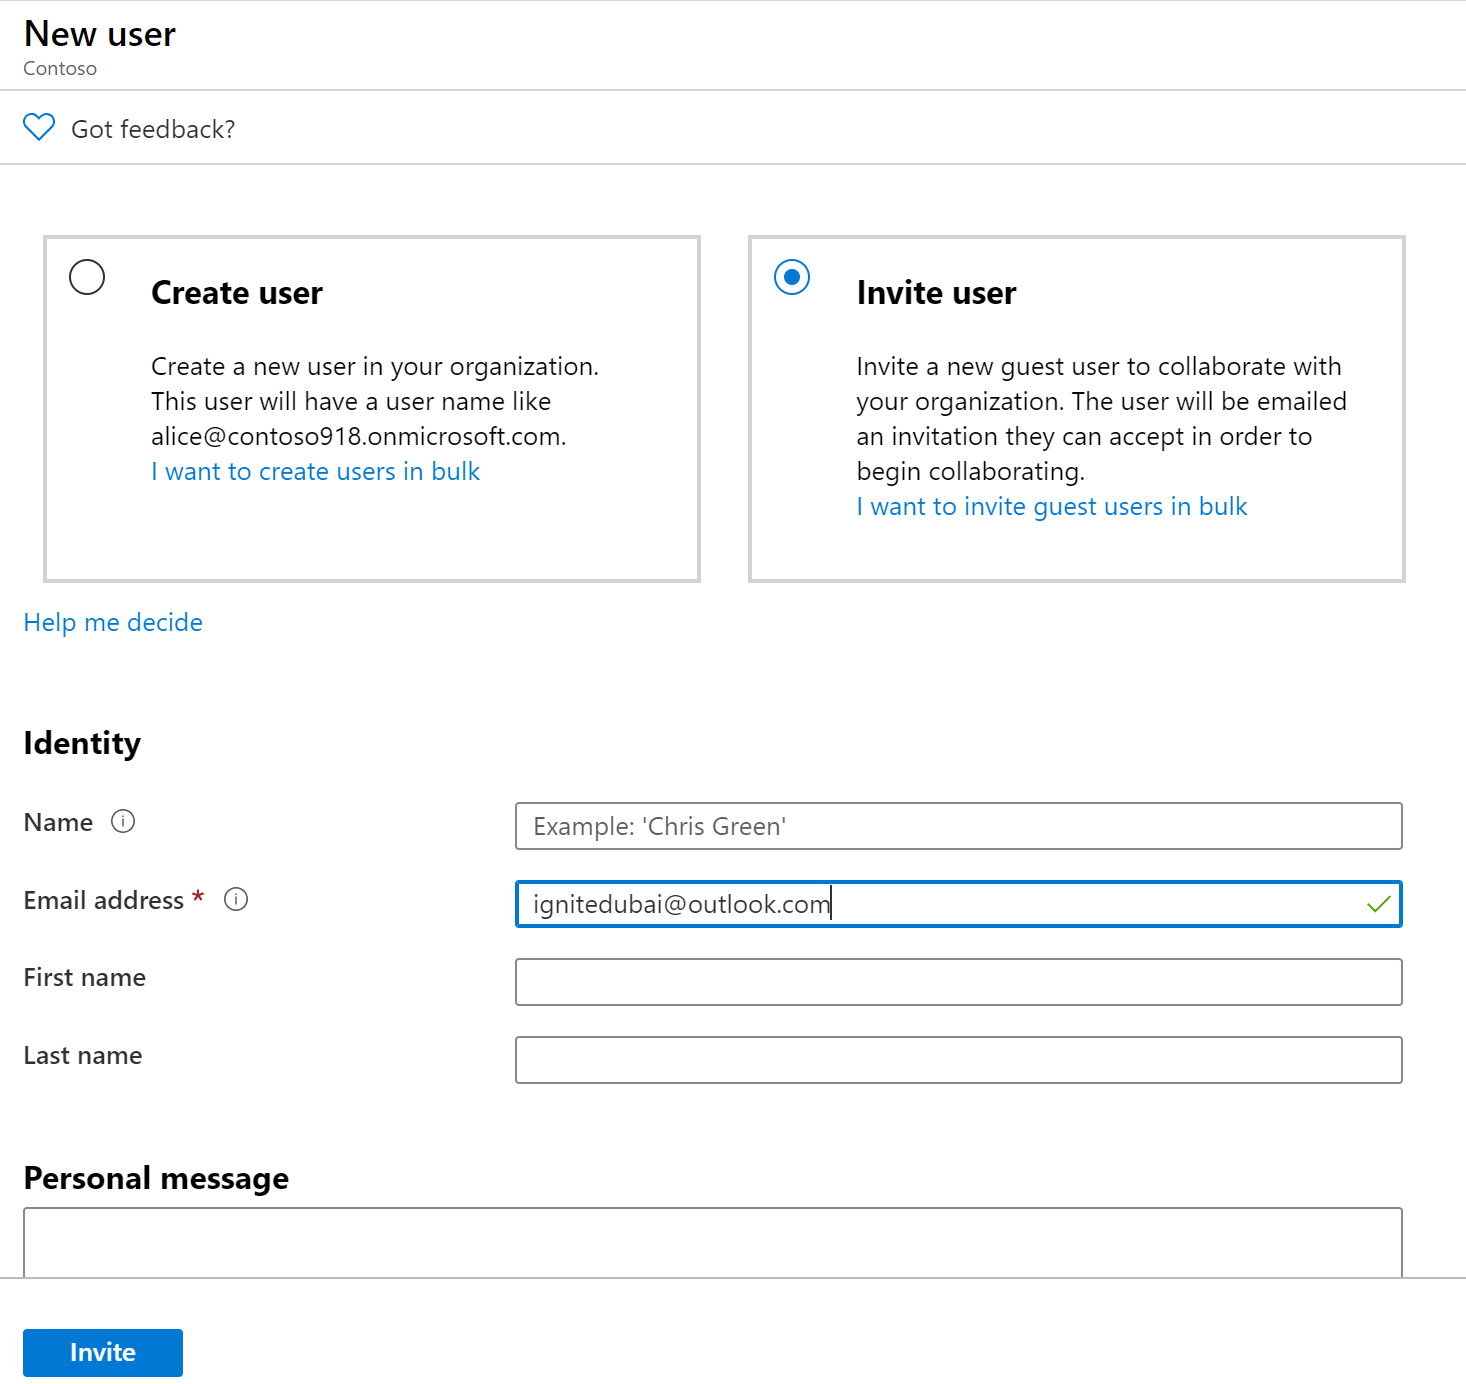 New user
Contoso
Got feedback?
Create user
Create a new user in your organization.
This user will have a user name like
alice@contoso918.onmicrosoft.com.
I want to create users in bulk
Invite user
Invite a new guest user to collaborate with
your organization. The user will be emailed
an invitation they can accept in order to
begin collaborating.
I want to invite guest users in bulk
Help me decide
Identity
Name
Example: 'Chris Green'
Email address *
ignitedubai@outlook.com
First name
Last name
Personal message
Invite